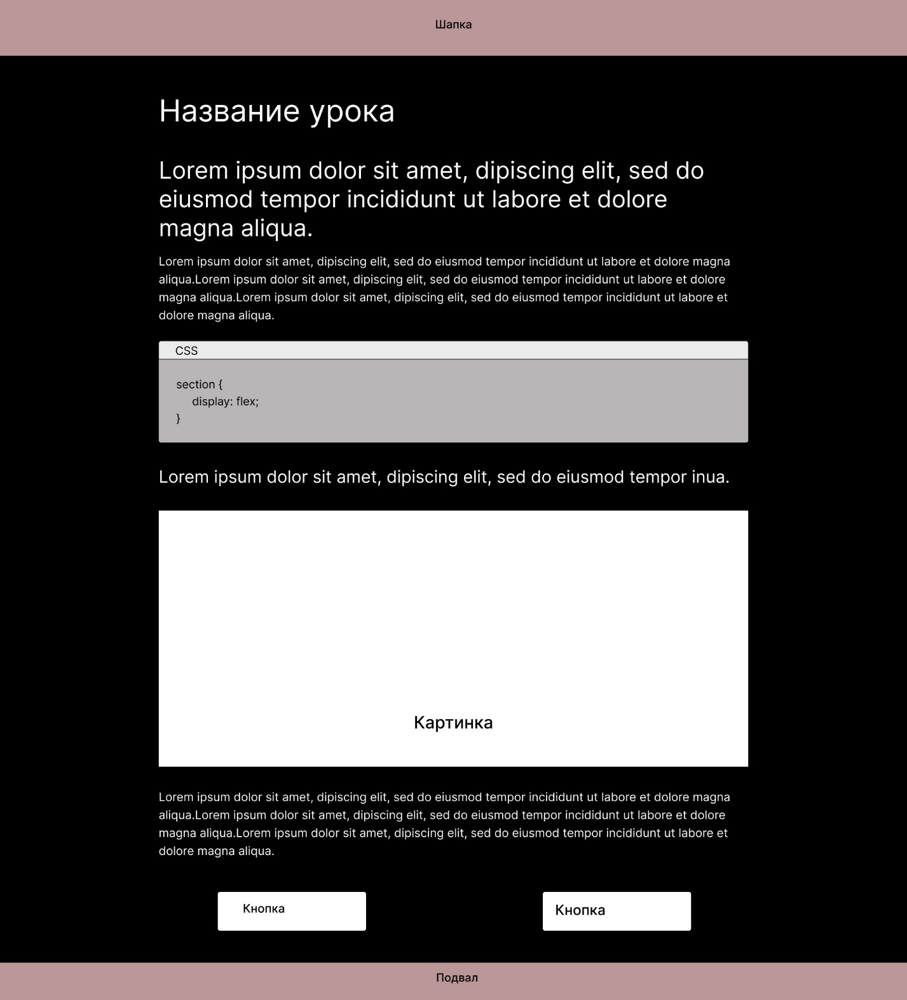 Шапка
Название урока
Lorem ipsum dolor sit amet, dipiscing elit, sed do
eiusmod tempor incididunt ut labore et dolore
magna aliqua.
Lorem ipsum dolor sit amet, dipiscing elit, sed do eiusmod tempor incididunt ut labore et dolore magna
aliqua.Lorem ipsum dolor sit amet, dipiscing elit, sed do eiusmod tempor incididunt ut labore et dolore
magna aliqua.Lorem ipsum dolor sit amet, dipiscing elit, sed do eiusmod tempor incididunt ut labore et
dolore magna aliqua.
CSS
section {
display: flex;
}
Lorem ipsum dolor sit amet, dipiscing elit, sed do eiusmod tempor inua.
Картинка
Lorem ipsum dolor sit amet, dipiscing elit, sed do eiusmod tempor incididunt ut labore et dolore magna
aliqua.Lorem ipsum dolor sit amet, dipiscing elit, sed do eiusmod tempor incididunt ut labore et dolore
magna aliqua.Lorem ipsum dolor sit amet, dipiscing elit, sed do eiusmod tempor incididunt ut labore et
dolore magna aliqua.
Кнопка
Кнопка
Подвал